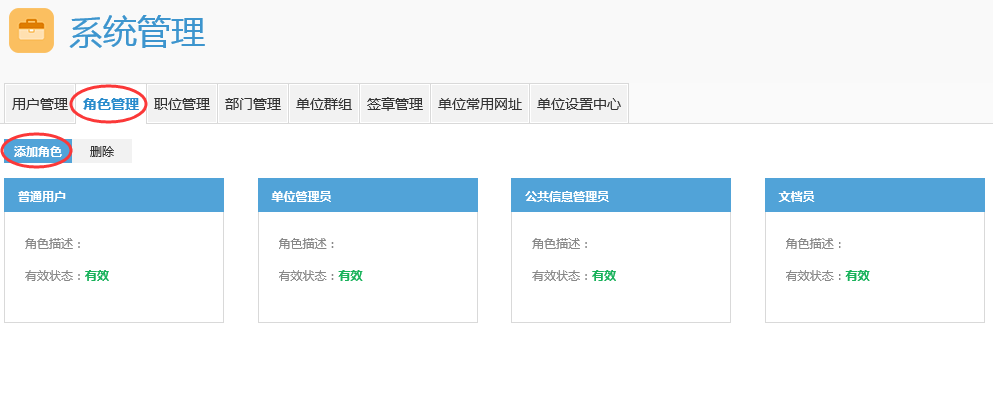 系统管理
用户管理 角色管理 职位管理 部门管理 单位群组 签章管理 单位常用网址 单位设置中心
添加角色 删除
普通用户 单位管理员 公共信息管理员 文档员
角色描述： 角色描述： 角色描述： 角色描述：
有效状态：有效 有效状态：有效 有效状态：有效 有效状态：有效